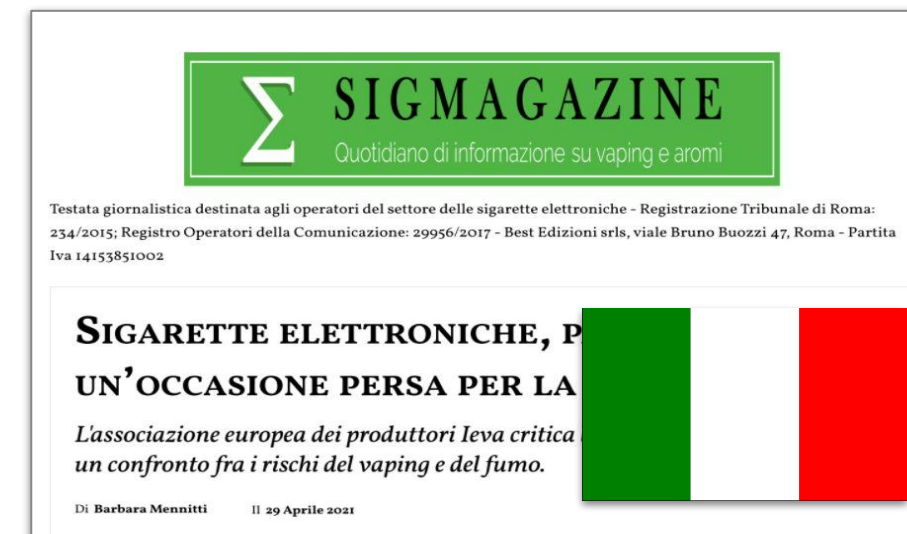 Σ SIGMAGAZINE
Quotidiano di informazione su vaping e aromi
Testata giornalistica destinata agli operatori del settore delle sigarette elettroniche - Registrazione Tribunale di Roma:
234/2015; Registro Operatori della Comunicazione: 29956/2017 - Best Edizioni srls, viale Bruno Buozzi 47, Roma - Partita
Iva 14153851002
SIGARETTE ELETTRONICHE,
UN'OCCASIONE PERSA PER LA
L'associazione europea dei produttori Ieva critica
un confronto fra i rischi del vaping e del fumo.
Di Barbara Mennitti Il 29 Aprile 2021